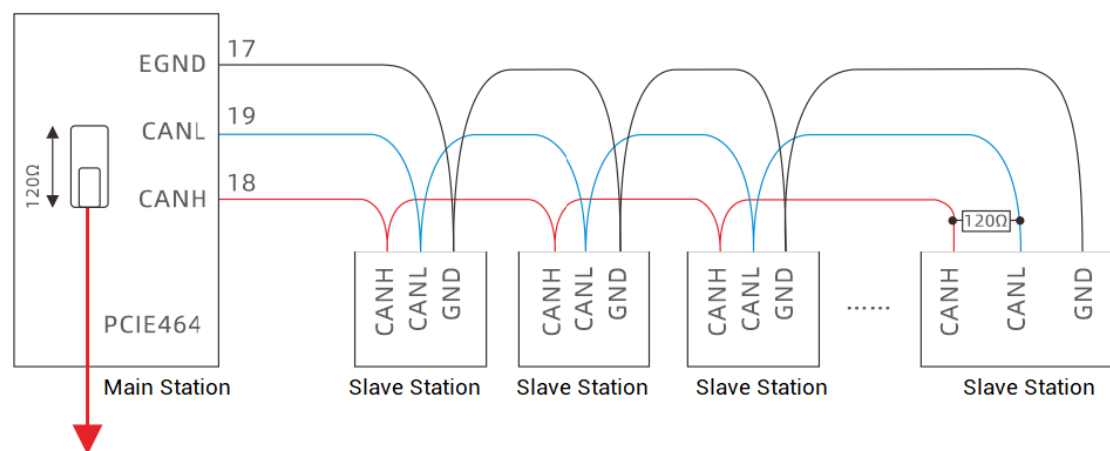 EGND 17
CANL 19
CANH 18
120Ω
PCIE464
Main Station
CANH CANL GND
Slave Station
CANH CANL GND
Slave Station
CANH CANL GND
Slave Station
......
120Ω
CANH CANL GND
Slave Station